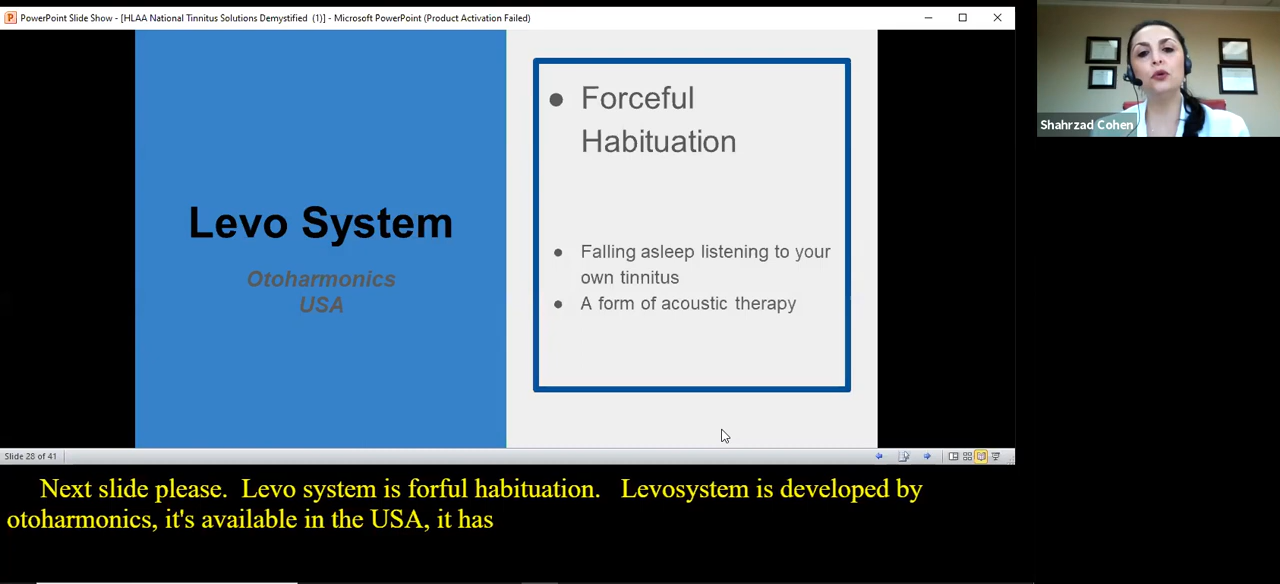 PowerPoint Slide Show - [HLAA National Tinnitus Solutions Demystified (1)] - Microsoft PowerPoint (Product Activation Failed)
Levo System
Otoharmonics
USA
• Forceful
Habituation
• Falling asleep listening to your
own tinnitus
• A form of acoustic therapy
Shahrzad Cohen
Slide 28 of 41
Next slide please. Levo system is forful habituation. Levosystem is developed by
otoharmonics, it's available in the USA, it has